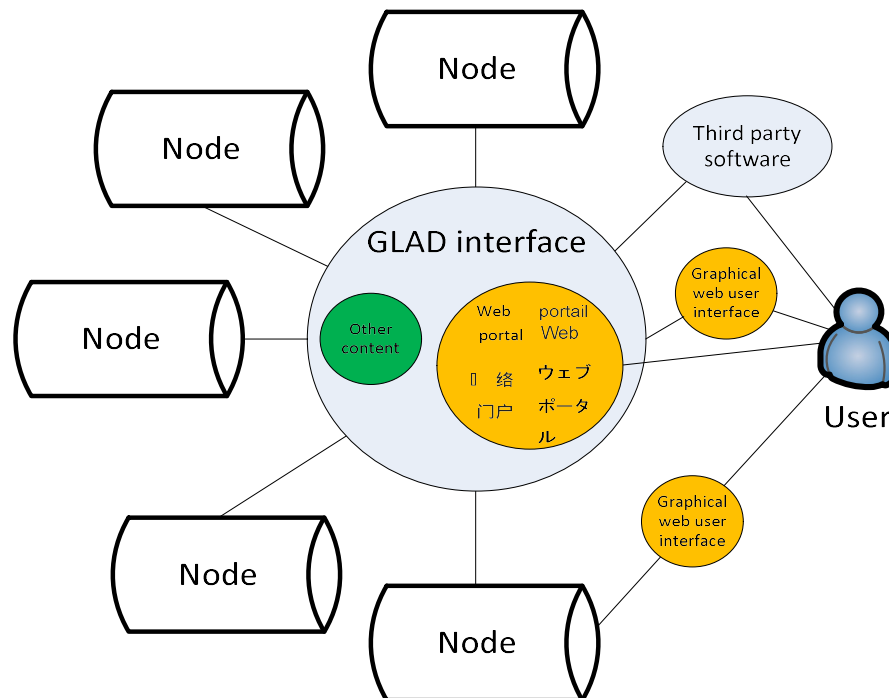 Node
Node
Third party
software
GLAD interface
Graphical
web user
interface
Node
Other
content
Web
portal
portail
Web
络
门户
ウェブ
ポータ
ル
User
Graphical
web user
interface
Node
Node